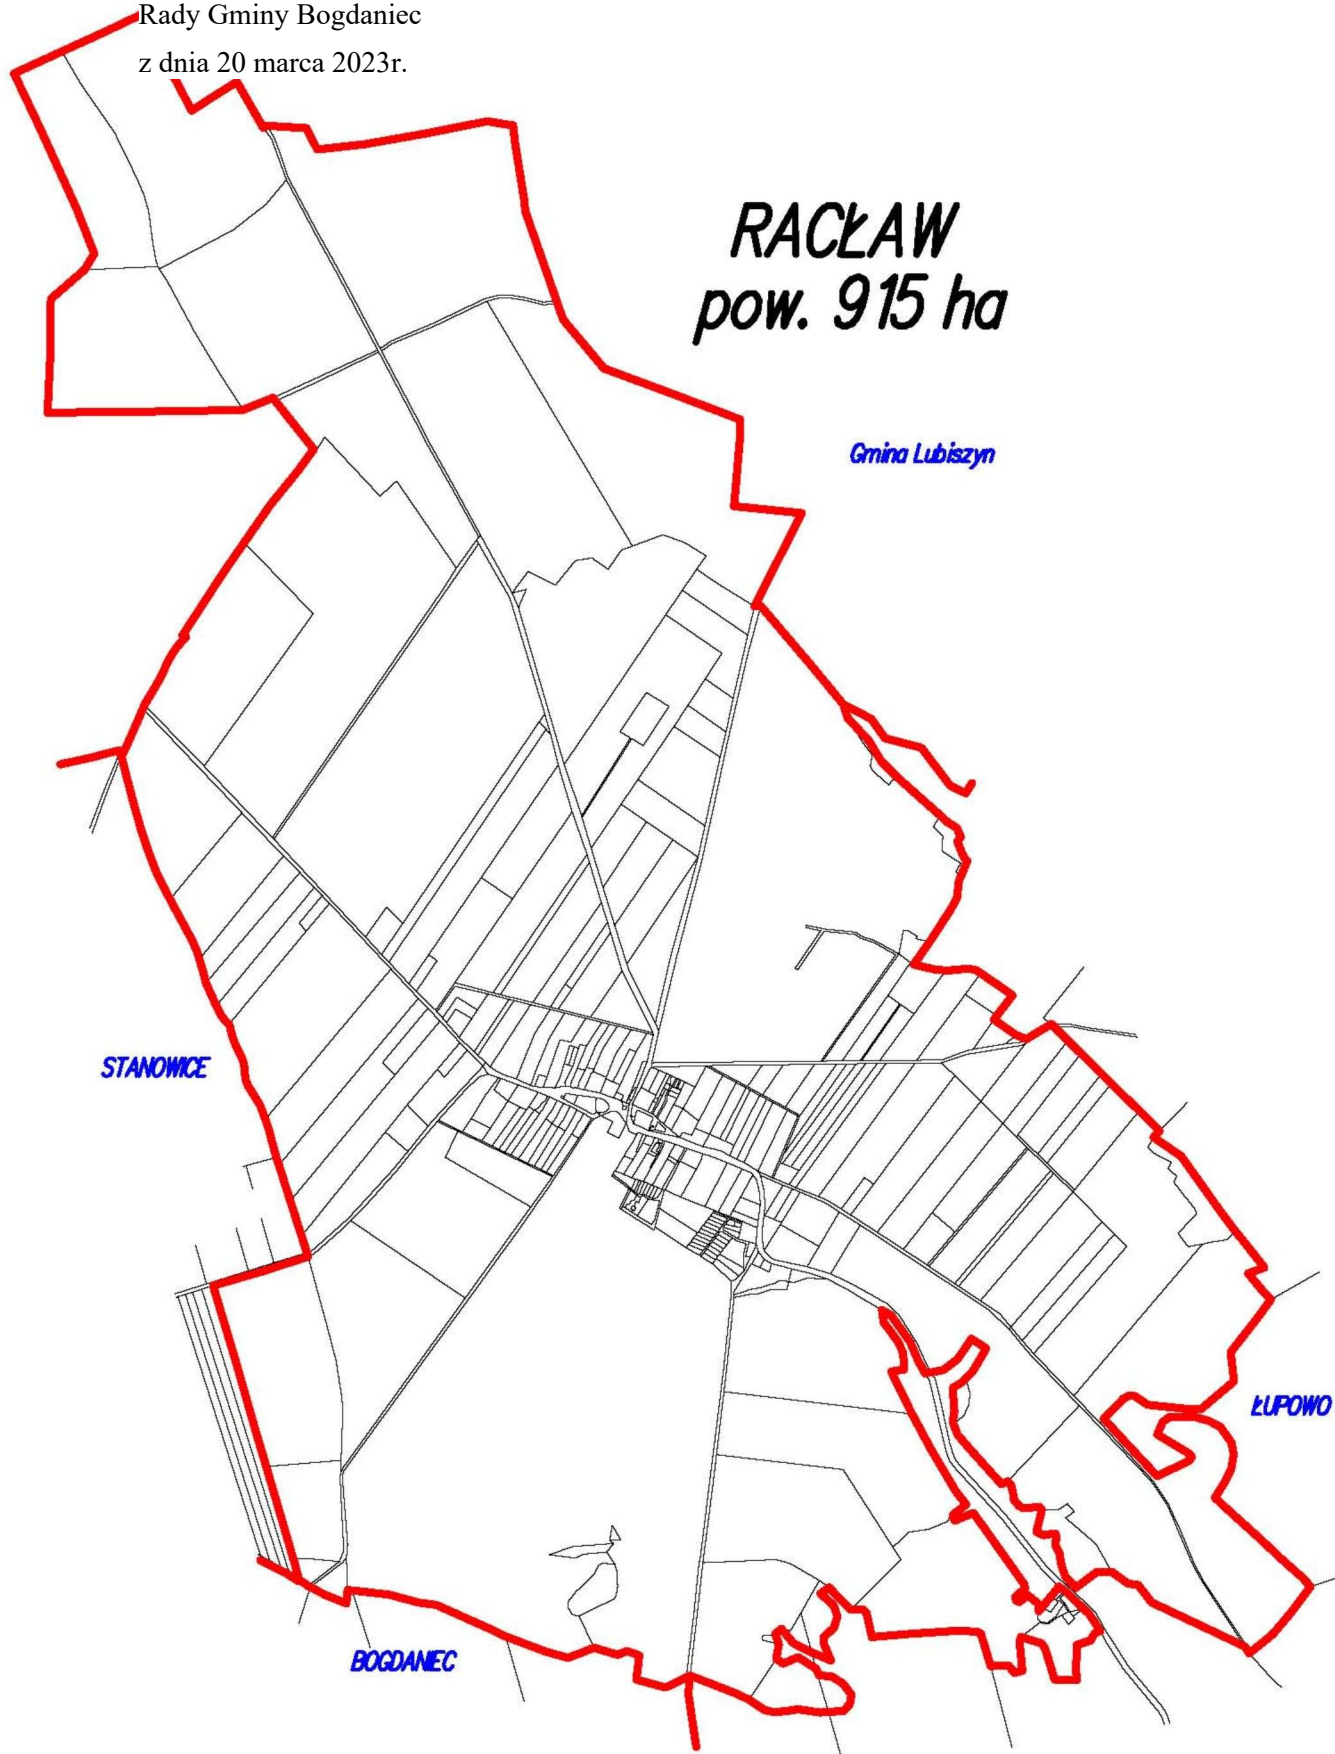 Rady Gminy Bogdaniec
z dnia 20 marca 2023r.
RACŁAW
pow. 915 ha
Gmina Lubiszyn
STANOWICE
ŁUPOWO
BOGDANIEC